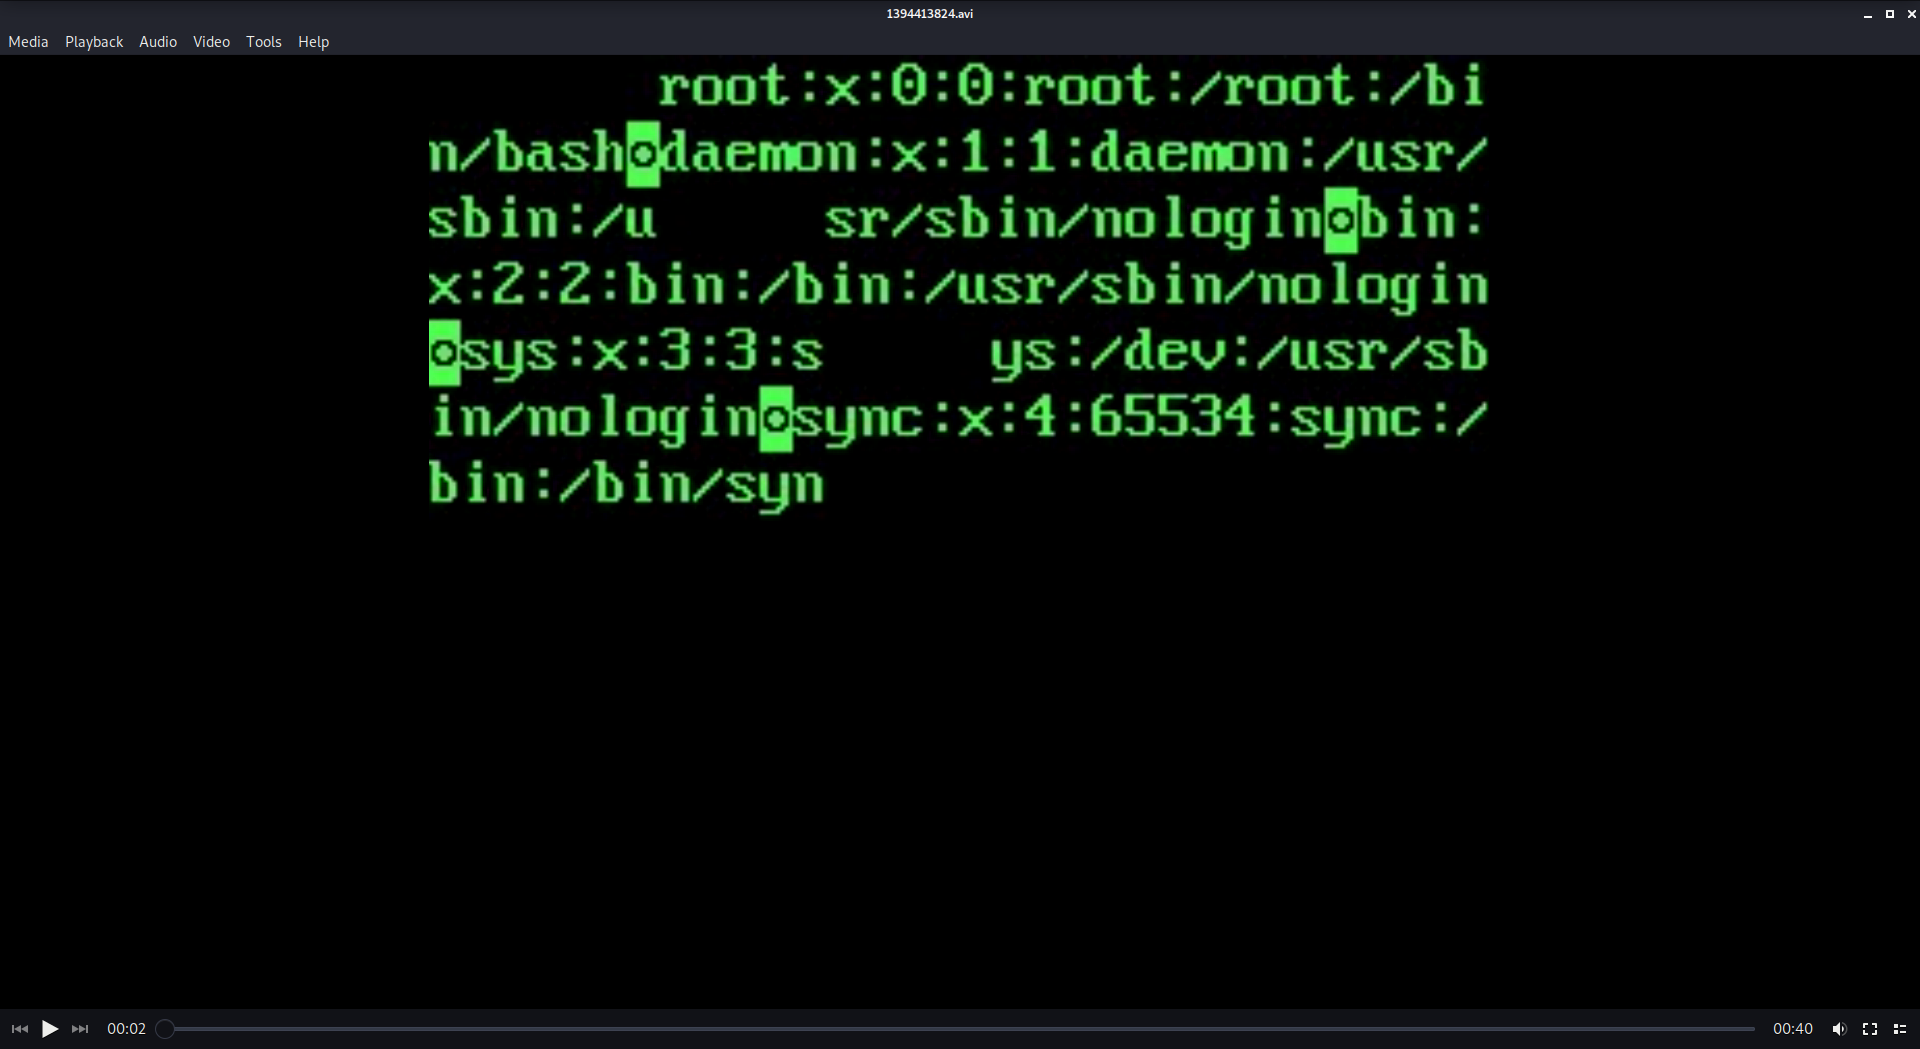 1394413824.avi
Media Playback Audio Video Tools Help
root:x:0:0:root:/root:/bi
n/bash◘daemon:x:1:1:daemon:/usr/
sbin:/u     sr/sbin/nologin◘bin:
x:2:2:bin:/bin:/usr/sbin/nologin
◘sys:x:3:3:s     ys:/dev:/usr/sb
in/nologin◘sync:x:4:65534:sync:/
bin:/bin/syn
00:02 00:40